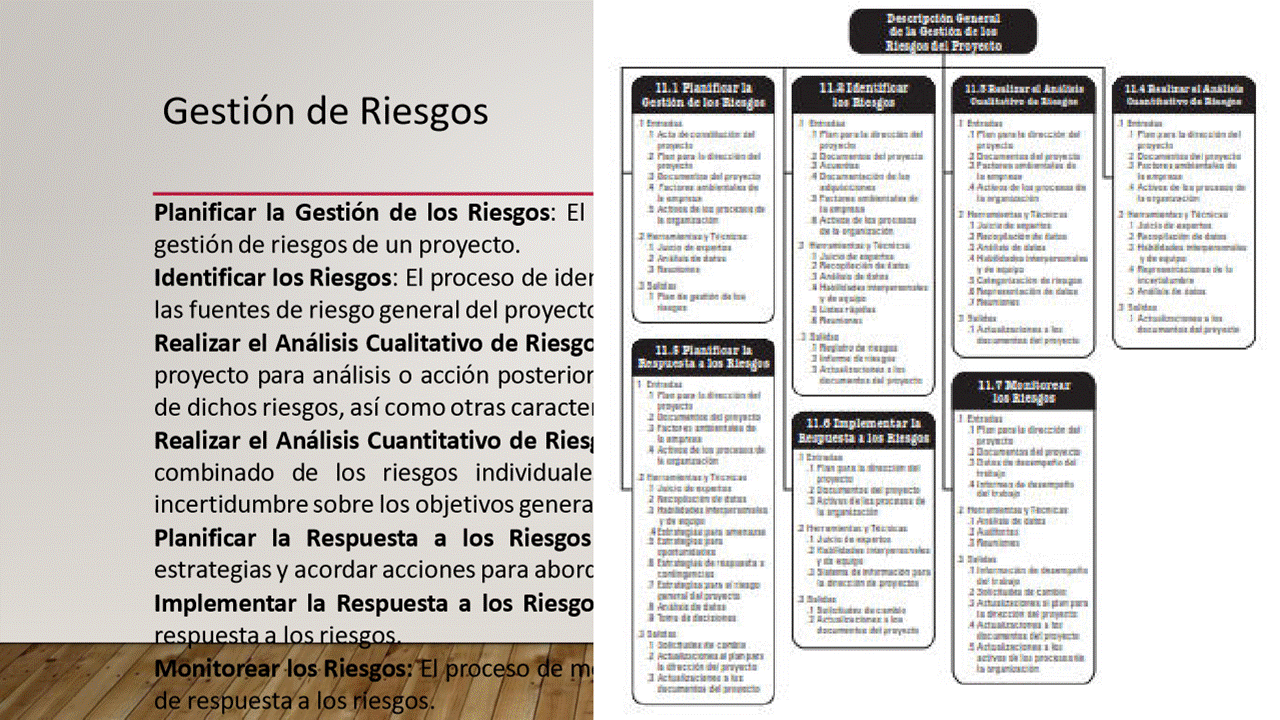 Gestión de Riesgos
Planificar la Gestión de los Riesgos: El
gestión de riesgos de un proyecto.
Identificar los Riesgos: El proceso de iden
las fuentes de riesgo general del proyecto
Realizar el Análisis Cualitativo de Riesgo
proyecto para análisis o acción posterior
de dichos riesgos, así como otras caracter
Realizar el Análisis Cuantitativo de Riesg
combinado de los riesgos individuale
incertidumbre sobre los objetivos genera
Planificar la Respuesta a los Riesgos
estrategias y acordar acciones para abord
Implementar la Respuesta a los Riesgo
respuesta a los riesgos.
Monitorear los Riesgos: El proceso de mo
de respuesta a los riesgos.
Descripción General
de la Gestión de los
Riesgos del Proyecto
11.1 Planificar la
Gestión de los Riesgos
.1 Entradas
.1 Acta de constitución del
proyecto
.2 Plan para la dirección del
proyecto
.3 Documentos del proyecto
.4 Factores ambientales de
la empresa
.5 Activos de los procesos de
la organización
.2 Herramientas y Técnicas
.1 Juicio de expertos
.2 Análisis de datos
.3 Reuniones
.3 Salidas
.1 Plan de gestión de los
riesgos
11.2 Identificar
los Riesgos
.1 Entradas
.1 Plan para la dirección del
proyecto
.2 Documentos del proyecto
.3 Acuerdos
.4 Documentación de las
adquisiciones
.5 Factores ambientales de
la empresa
.6 Activos de los procesos
de la organización
.2 Herramientas y Técnicas
.1 Juicio de expertos
.2 Recopilación de datos
.3 Análisis de datos
.4 Habilidades interpersonales
y de equipo
.5 Listas rápidas
.6 Reuniones
.3 Salidas
.1 Registro de riesgos
.2 Informe de riesgos
.3 Actualizaciones a los
documentos del proyecto
11.3 Realizar el Análisis
Cualitativo de Riesgos
.1 Entradas
.1 Plan para la dirección del
proyecto
.2 Documentos del proyecto
.3 Factores ambientales de
la empresa
.4 Activos de los procesos de
la organización
.2 Herramientas y Técnicas
.1 Juicio de expertos
.2 Recopilación de datos
.3 Análisis de datos
.4 Habilidades interpersonales
y de equipo
.5 Categorización de riesgos
.6 Representación de datos
.7 Reuniones
.3 Salidas
.1 Actualizaciones a los
documentos del proyecto
11.4 Realizar el Análisis
Cuantitativo de Riesgos
.1 Entradas
.1 Plan para la dirección del
proyecto
.2 Documentos del proyecto
.3 Factores ambientales de
la empresa
.4 Activos de los procesos de
la organización
.2 Herramientas y Técnicas
.1 Juicio de expertos
.2 Recopilación de datos
.3 Habilidades interpersonales
y de equipo
.4 Representaciones de la
incertidumbre
.5 Análisis de datos
.3 Salidas
.1 Actualizaciones a los
documentos del proyecto
11.5 Planificar la
Respuesta a los Riesgos
.1 Entradas
.1 Plan para la dirección del
proyecto
.2 Documentos del proyecto
.3 Factores ambientales de
la empresa
.4 Activos de los procesos de
la organización
.2 Herramientas y Técnicas
.1 Juicio de expertos
.2 Recopilación de datos
.3 Habilidades interpersonales
y de equipo
.4 Estrategias para amenazas
.5 Estrategias para
oportunidades
.6 Estrategias de respuesta a
contingencias
.7 Estrategias para el riesgo
general del proyecto
.8 Análisis de datos
.9 Toma de decisiones
.3 Salidas
.1 Solicitudes de cambio
.2 Actualizaciones al plan para
la dirección del proyecto
.3 Actualizaciones a los
documentos del proyecto
11.6 Implementar la
Respuesta a los Riesgos
.1 Entradas
.1 Plan para la dirección del
proyecto
.2 Documentos del proyecto
.3 Activos de los procesos de
la organización
.2 Herramientas y Técnicas
.1 Juicio de expertos
.2 Habilidades interpersonales
y de equipo
.3 Sistema de información para
la dirección de proyectos
.3 Salidas
.1 Solicitudes de cambio
.2 Actualizaciones a los
documentos del proyecto
11.7 Monitorear
los Riesgos
.1 Entradas
.1 Plan para la dirección del
proyecto
.2 Documentos del proyecto
.3 Datos de desempeño del
trabajo
.4 Informes de desempeño
del trabajo
.2 Herramientas y Técnicas
.1 Análisis de datos
.2 Auditorías
.3 Reuniones
.3 Salidas
.1 Información de desempeño
del trabajo
.2 Solicitudes de cambio
.3 Actualizaciones al plan para
la dirección del proyecto
.4 Actualizaciones a los
documentos del proyecto
.5 Actualizaciones a los
activos de los procesos de
la organización